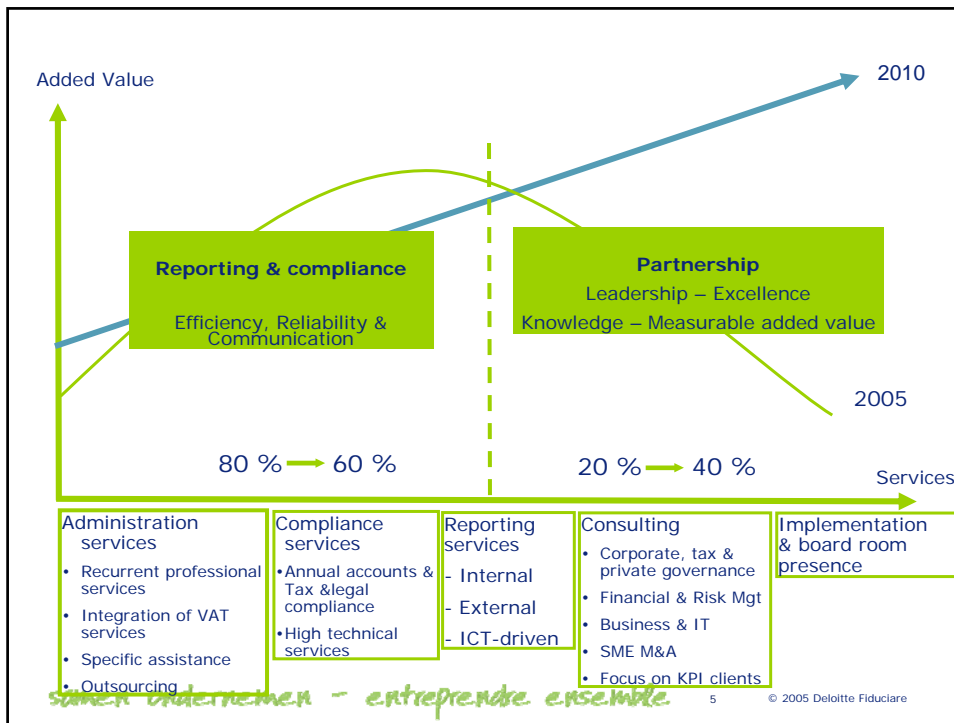 Added Value
2010
Reporting & compliance
Efficiency, Reliability &
Communication
Partnership
Leadership – Excellence
Knowledge – Measurable added value
2005
80 % 60 %
20 % 40 %
Services
Administration
services
• Recurrent professional
services
• Integration of VAT
services
• Specific assistance
• Outsourcing
Compliance
services
•Annual accounts &
Tax &legal
compliance
•High technical
services
Reporting
services
- Internal
- External
- ICT-driven
Consulting
• Corporate, tax &
private governance
• Financial & Risk Mgt
• Business & IT
• SME M&A
• Focus on KPI clients
Implementation
& board room
presence
samen ondernemen - entreprendre ensemble
5
© 2005 Deloitte Fiduciare